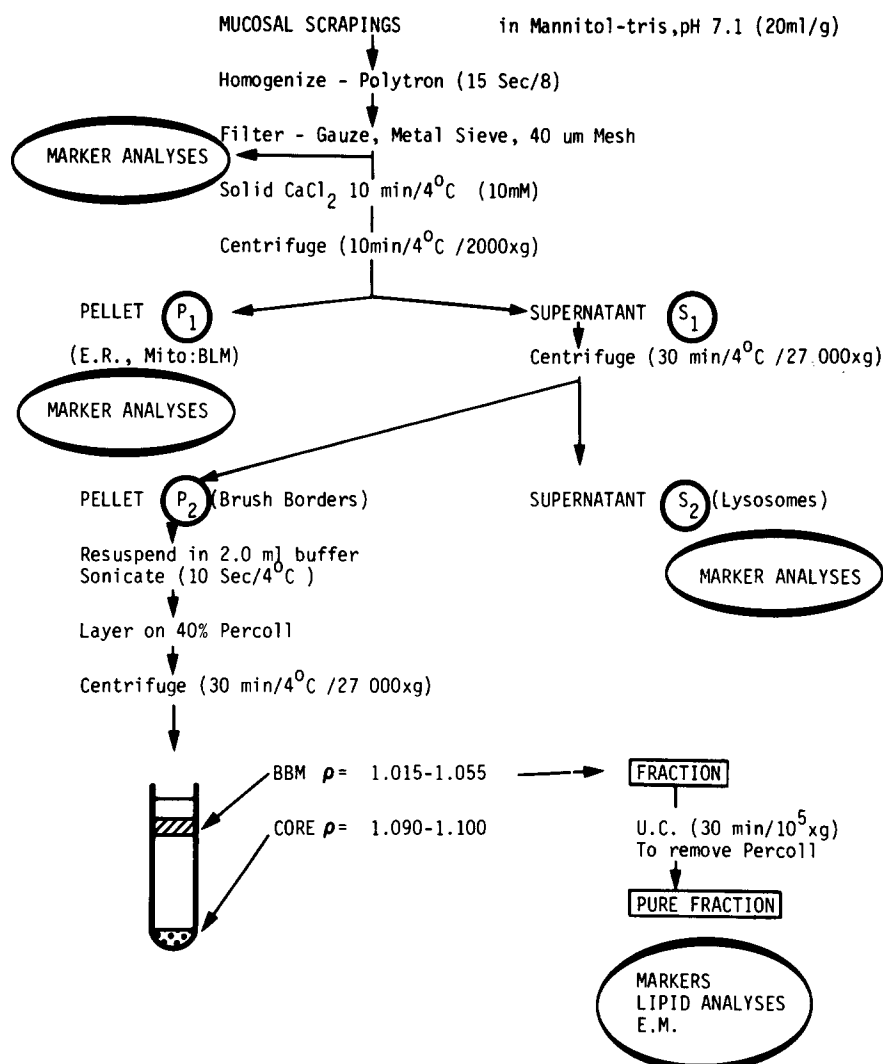 MUCOSAL SCRAPINGS in Mannitol-tris,pH 7.1 (20ml/g)
Homogenize - Polytron (15 Sec/8)
Filter - Gauze, Metal Sieve, 40 um Mesh
MARKER ANALYSES
Solid CaCl2 10 min/4°C (10mM)
Centrifuge (10min/4°C /2000xg)
PELLET P1
SUPERNATANT S1
(E.R., Mito:BLM)
Centrifuge (30 min/4°C /27 000xg)
MARKER ANALYSES
PELLET P2 (Brush Borders)
SUPERNATANT S2 (Lysosomes)
Resuspend in 2.0 ml buffer
Sonicate (10 Sec/4°C )
MARKER ANALYSES
Layer on 40% Percoll
Centrifuge (30 min/4°C /27 000xg)
BBM ρ= 1.015-1.055
FRACTION
CORE ρ= 1.090-1.100
U.C. (30 min/10⁵xg)
To remove Percoll
PURE FRACTION
MARKERS
LIPID ANALYSES
E.M.